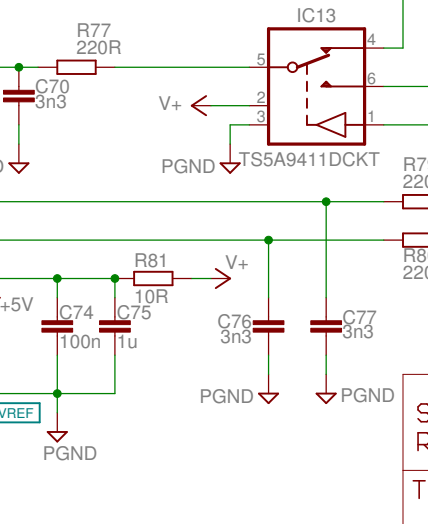 IC13
R77
220R
5
4
C70
3n3
6
V+
2
3
1
PGND
TS5A9411DCKT
R81
10R
V+
+5V
C74
100n
C75
1u
C76
3n3
C77
3n3
PGND
PGND
VREF
PGND